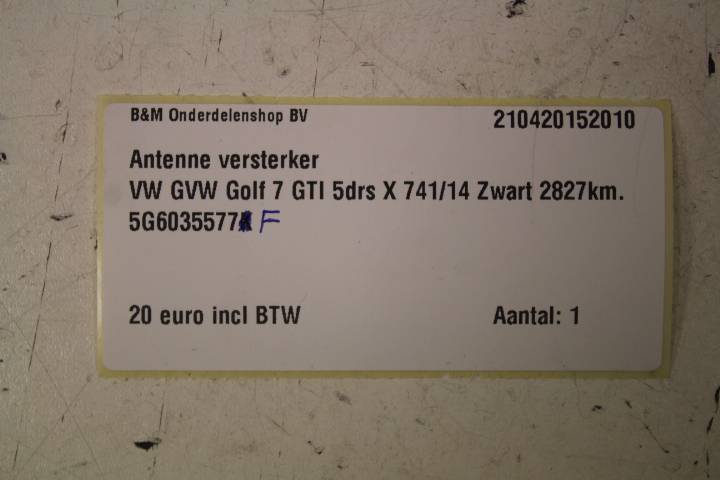 B&M Onderdelenshop BV 210420152010
Antenne versterker
VW GVW Golf 7 GTI 5drs X 741/14 Zwart 2827km.
5G6035577 F
20 euro incl BTW Aantal: 1